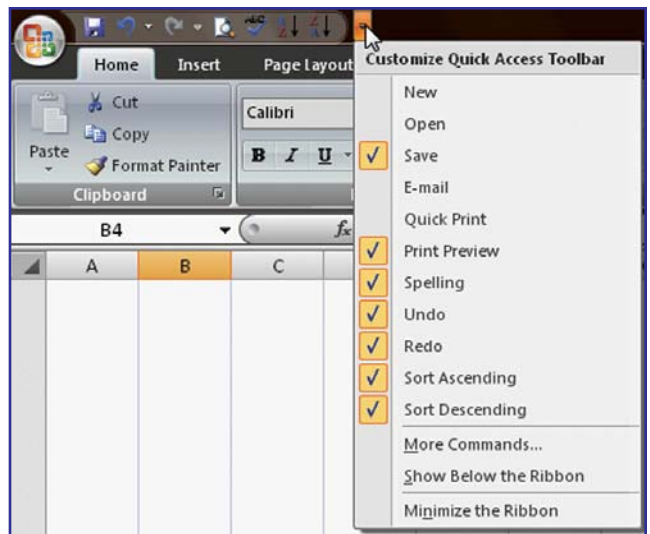 Home Insert Page Layout
Customize Quick Access Toolbar
New
Open
Save
E-mail
Quick Print
Print Preview
Spelling
Undo
Redo
Sort Ascending
Sort Descending
More Commands...
Show Below the Ribbon
Minimize the Ribbon
Cut
Copy
Paste
Format Painter
Clipboard
Calibri
B I U
B4
fx
A B C